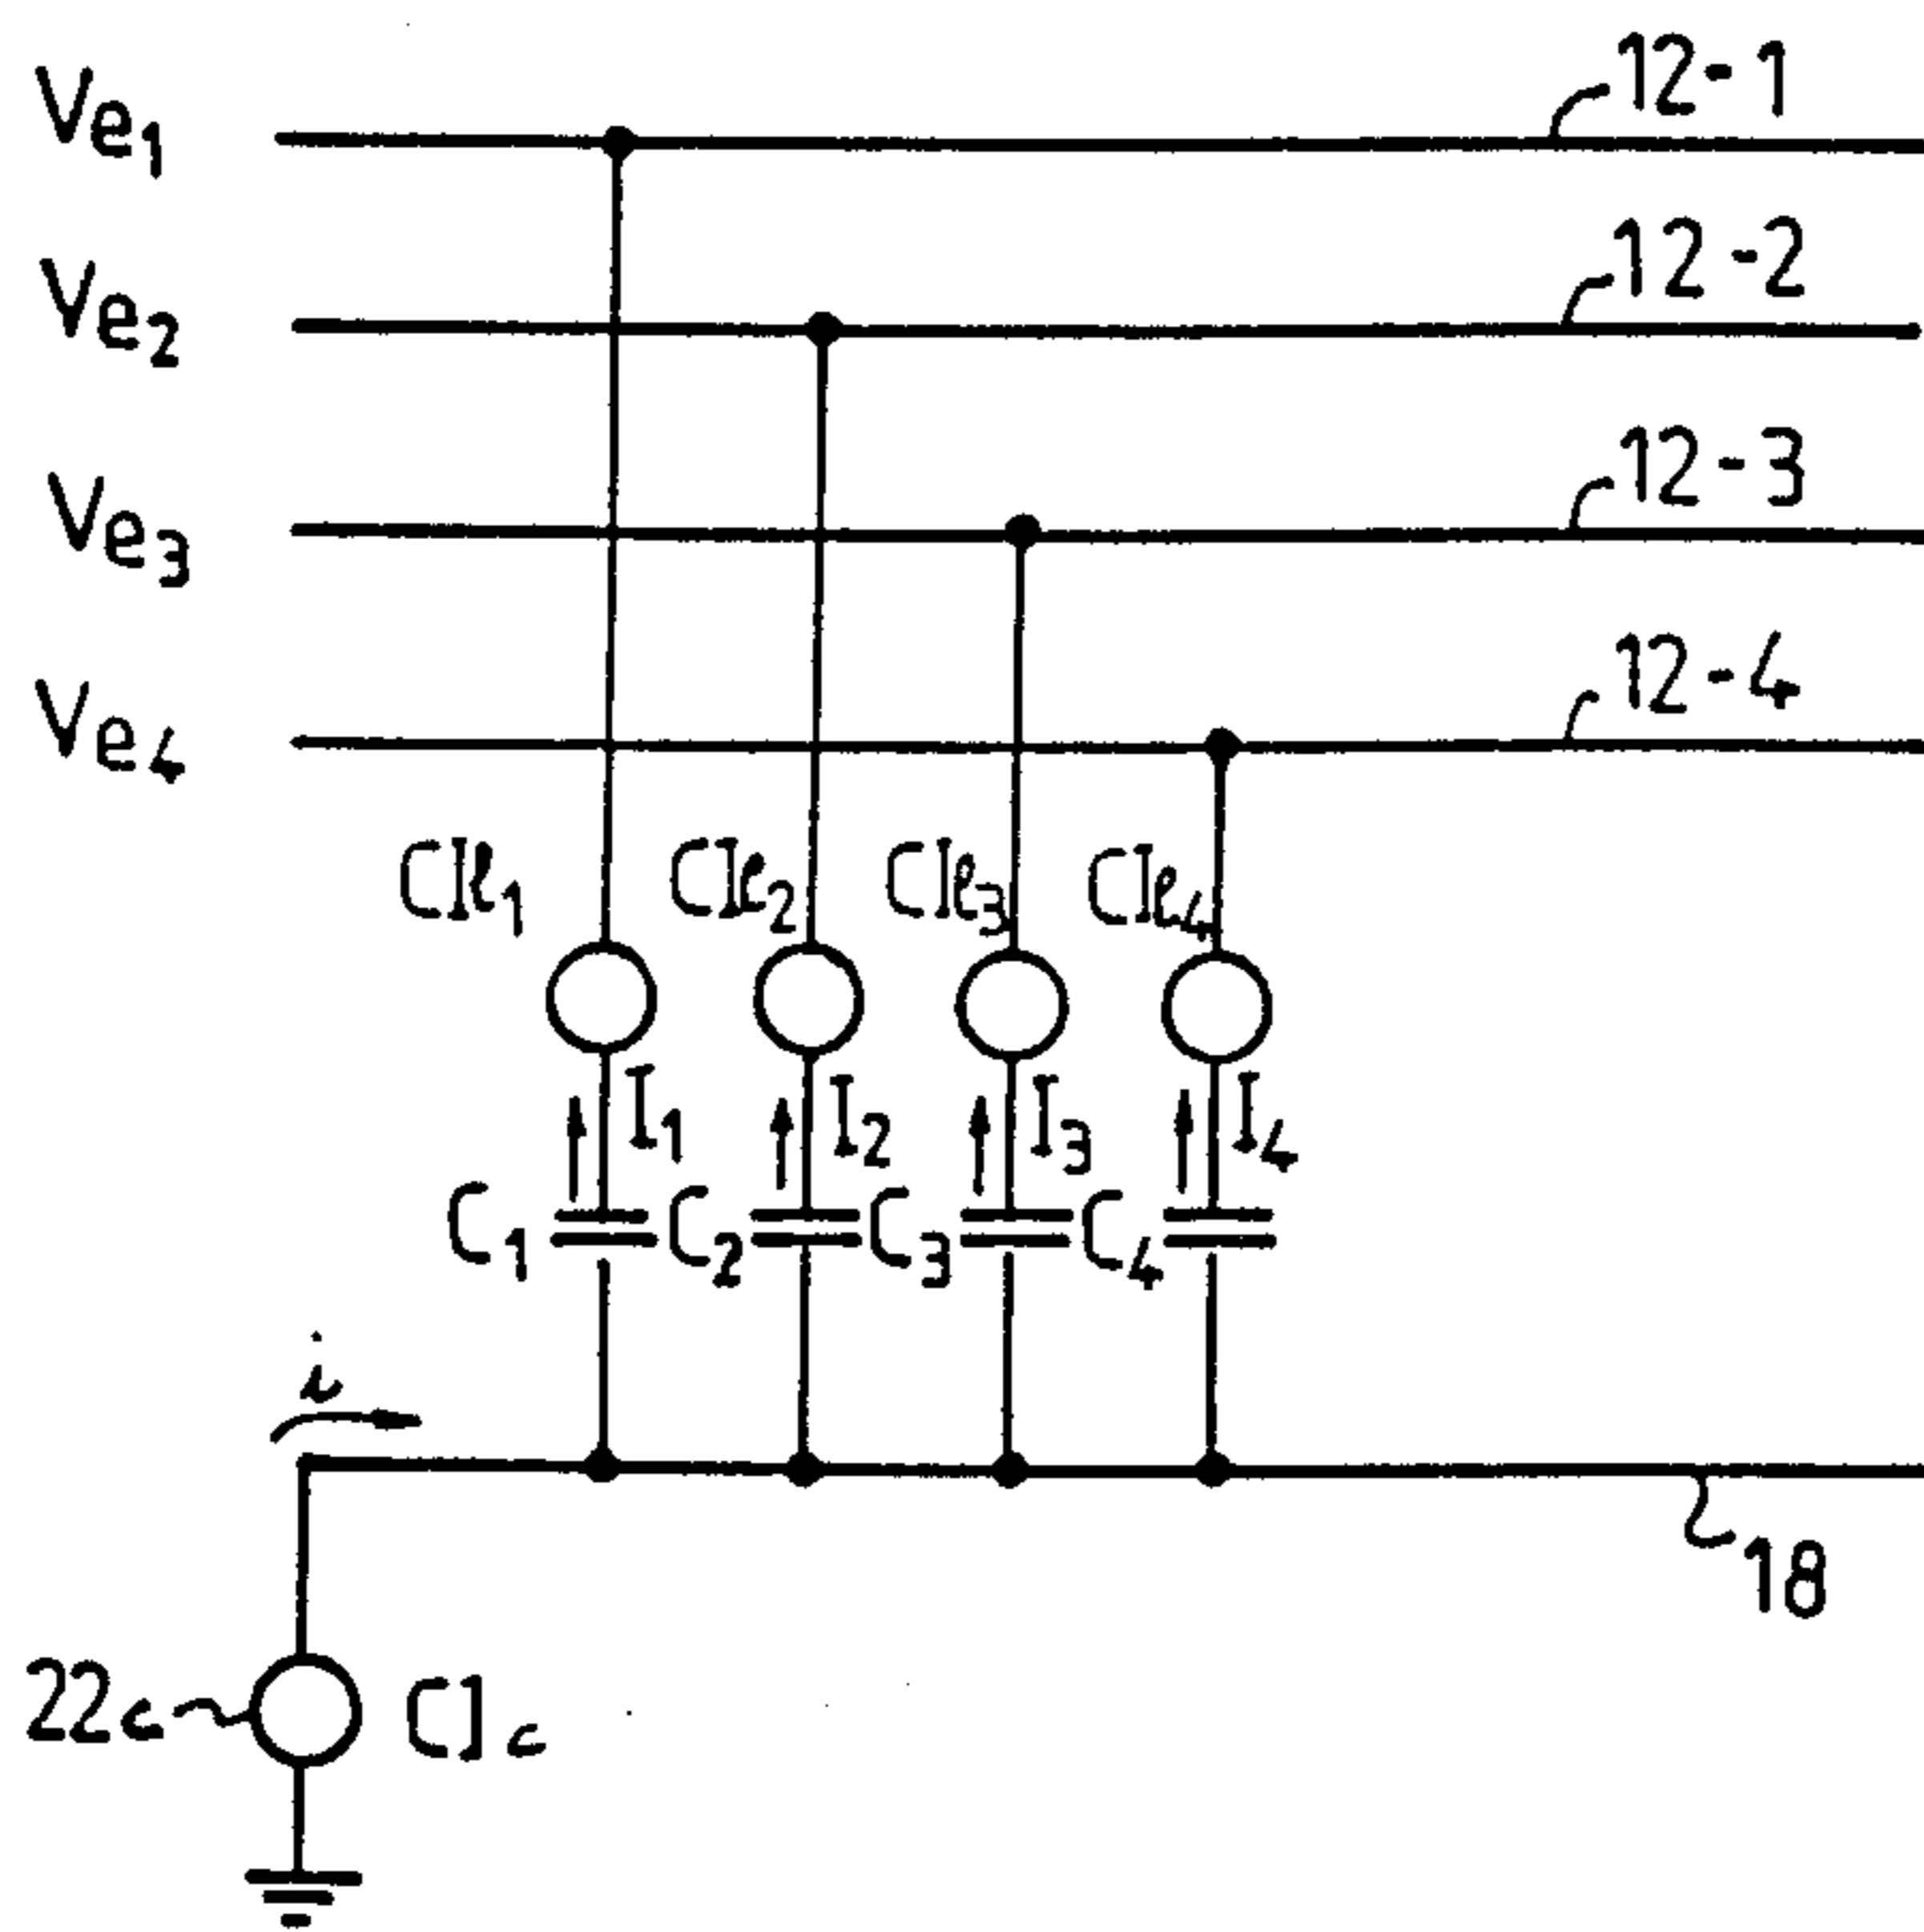 Ve1
12-1
Ve2
12-2
Ve3
12-3
Ve4
12-4
CIe1 CIe2 CIe3 CIe4
I1 I2 I3 I4
C1 C2 C3 C4
i
18
22c CIc